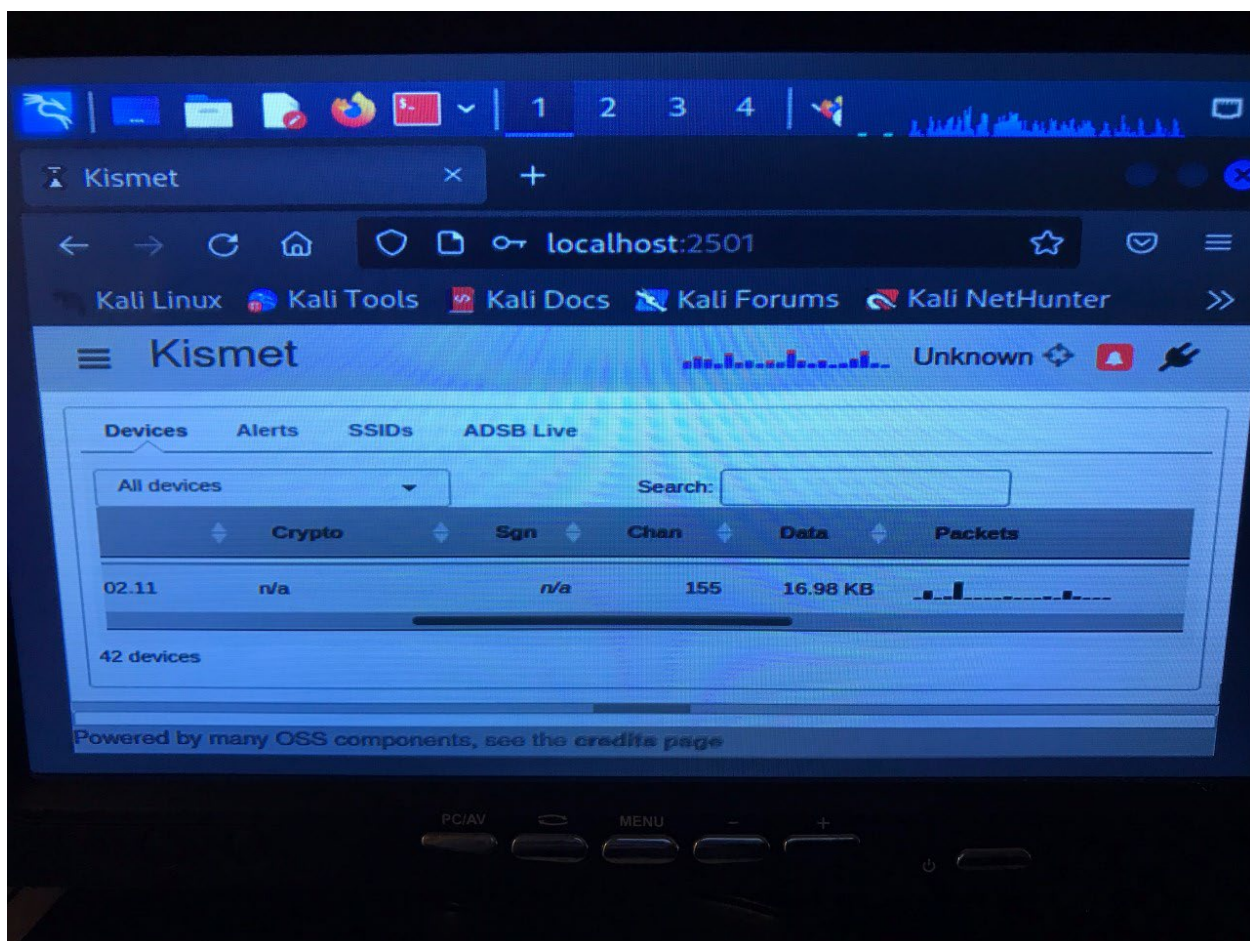 1 2 3 4
Kismet
localhost:2501
Kali Linux Kali Tools Kali Docs Kali Forums Kali NetHunter
Kismet Unknown
Devices Alerts SSIDs ADSB Live
All devices Search:
Crypto Sgn Chan Data Packets
02.11 n/a n/a 155 16.98 KB
42 devices
Powered by many OSS components, see the credits page
PC/AV MENU - +